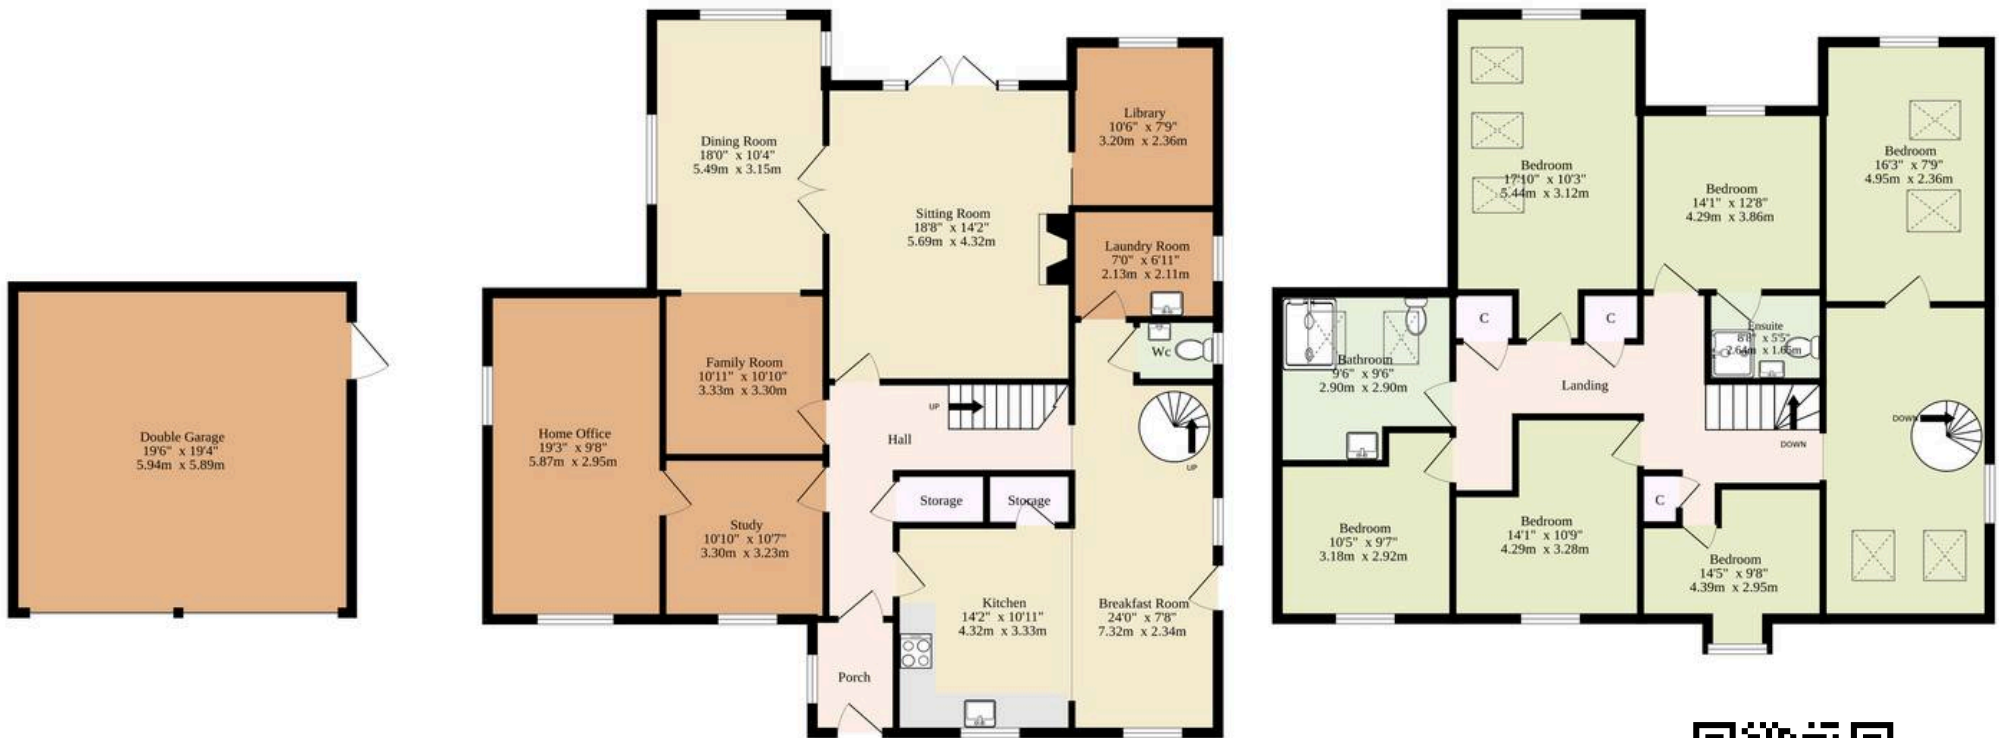 Double Garage
19'6" x 19'4"
5.94m x 5.89m
Dining Room
18'0" x 10'4"
5.49m x 3.15m
Sitting Room
18'8" x 14'2"
5.69m x 4.32m
Library
10'6" x 7'9"
3.20m x 2.36m
Laundry Room
7'0" x 6'11"
2.13m x 2.11m
Wc
Family Room
10'11" x 10'10"
3.33m x 3.30m
Home Office
19'3" x 9'8"
5.87m x 2.95m
UP
Hall
UP
Storage
Storage
Study
10'10" x 10'7"
3.30m x 3.23m
Kitchen
14'2" x 10'11"
4.32m x 3.33m
Breakfast Room
24'0" x 7'8"
7.32m x 2.34m
Porch
Bedroom
17'10" x 10'3"
5.44m x 3.12m
Bedroom
14'1" x 12'8"
4.29m x 3.86m
Bedroom
16'3" x 7'9"
4.95m x 2.36m
C
C
Ensuite
8'8" x 5'5"
2.64m x 1.65m
Bathroom
9'6" x 9'6"
2.90m x 2.90m
Landing
DOWN
DOWN
C
Bedroom
10'5" x 9'7"
3.18m x 2.92m
Bedroom
14'1" x 10'9"
4.29m x 3.28m
Bedroom
14'5" x 9'8"
4.39m x 2.95m